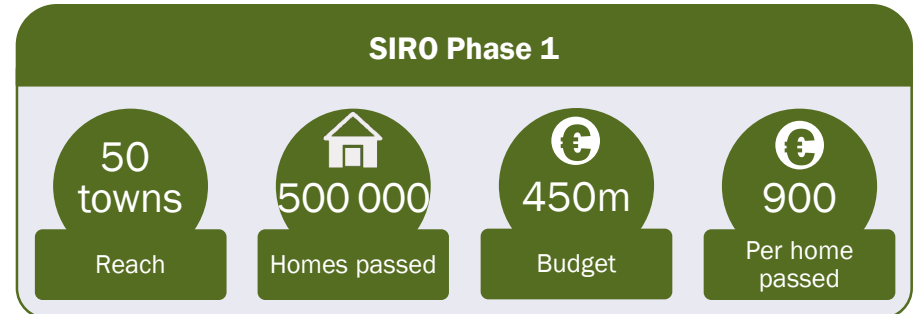 SIRO Phase 1
50
towns
Reach
500 000
Homes passed
€
450m
Budget
€
900
Per home
passed